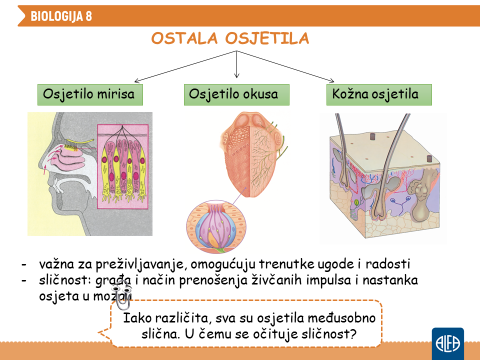 BIOLOGIJA 8
OSTALA OSJETILA
Osjetilo mirisa
Osjetilo okusa
Kožna osjetila
- važna za preživljavanje, omogućuju trenutke ugode i radosti
- sličnost: građa i način prenošenja živčanih impulsa i nastanka
osjeta u mozgu
Iako različita, sva su osjetila međusobno
slična. U čemu se očituje sličnost?
ALFA